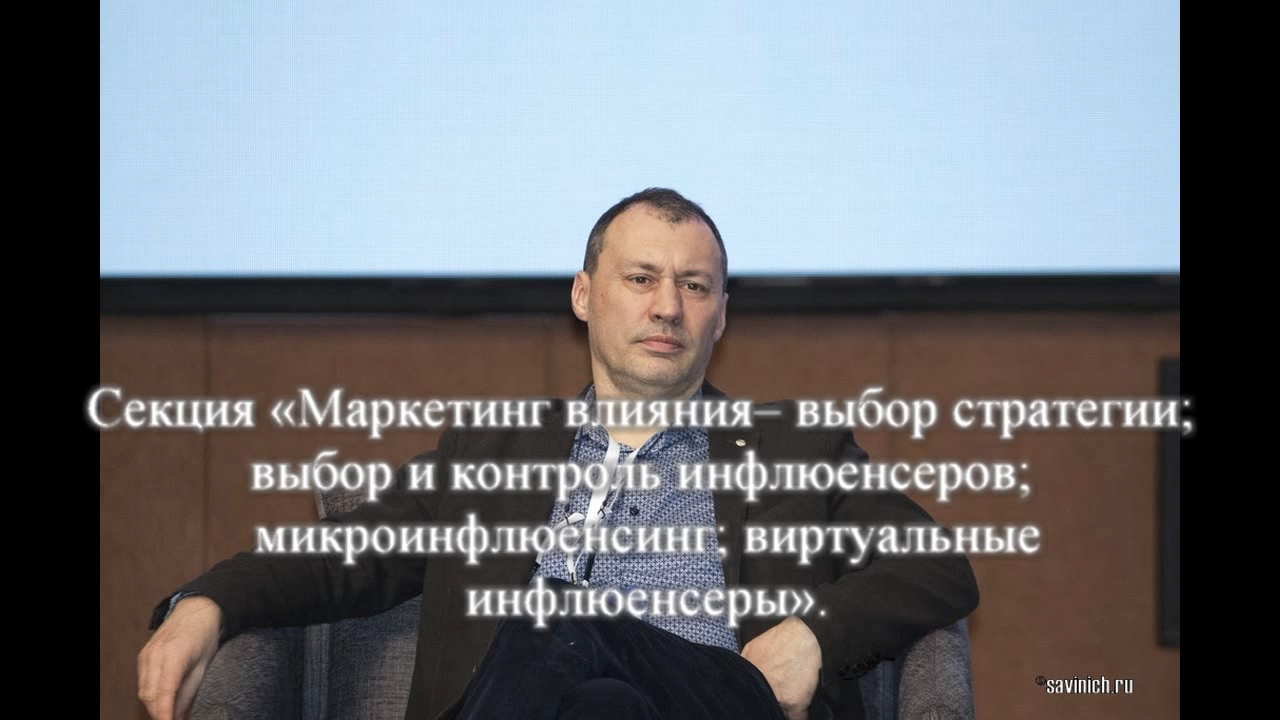 Секция «Маркетинг влияния– выбор стратегии;
выбор и контроль инфлюенсеров;
микроинфлюенсинг; виртуальные
инфлюенсеры».
©savinich.ru